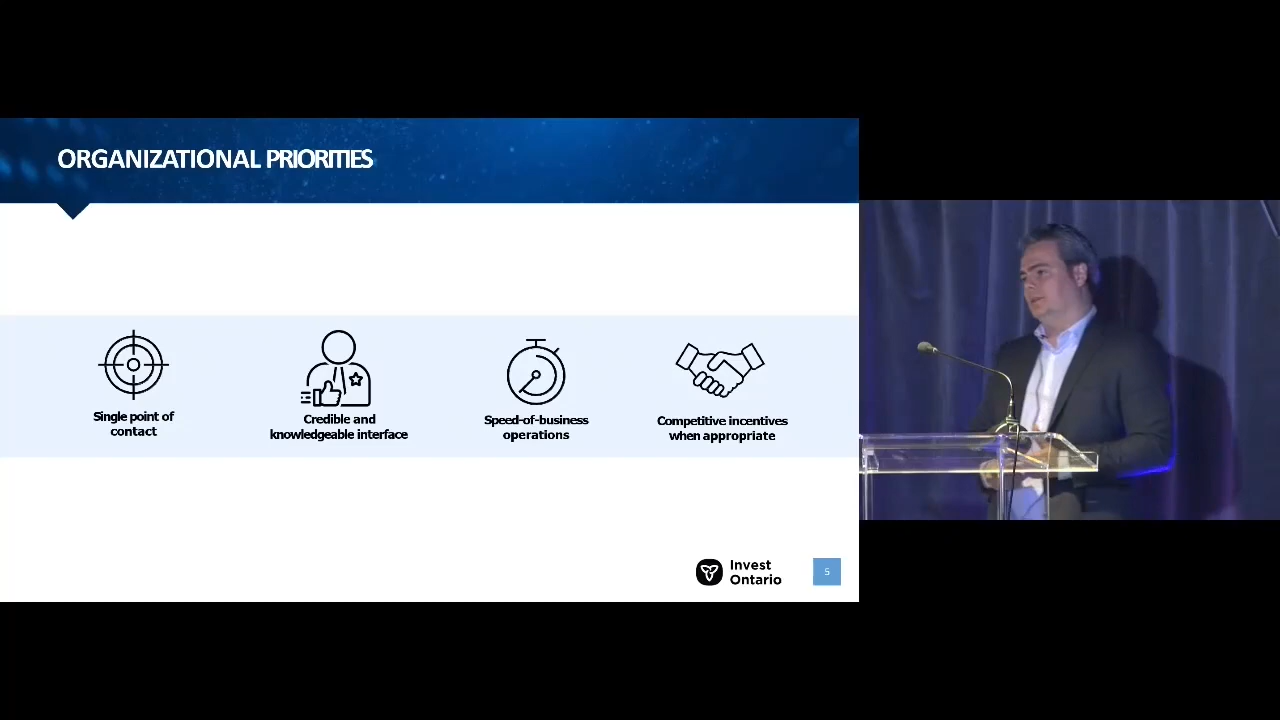 ORGANIZATIONAL PRIORITIES
Single point of
contact
Credible and
knowledgeable interface
Speed-of-business
operations
Competitive incentives
when appropriate
Invest
Ontario
5